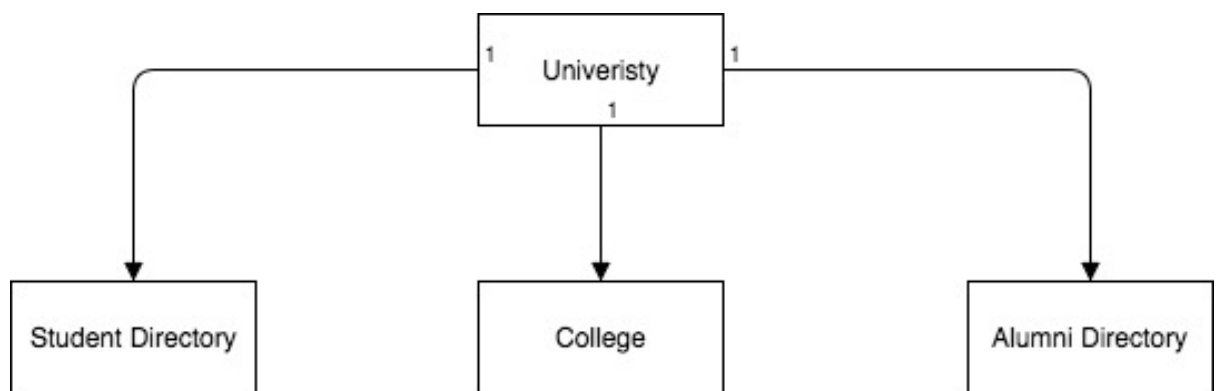 1
Univeristy
1
1
Student Directory
College
Alumni Directory